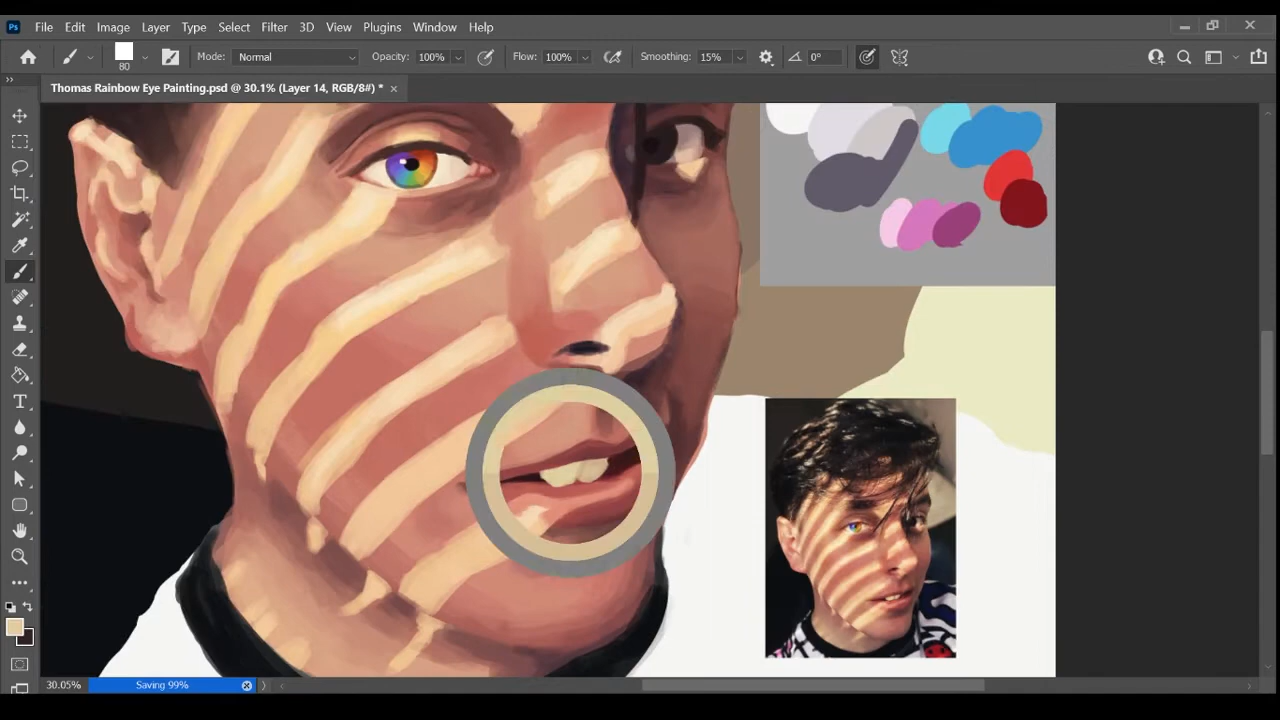 Ps File Edit Image Layer Type Select Filter 3D View Plugins Window Help
80 Mode: Normal Opacity: 100% Flow: 100% Smoothing: 15% 0°
Thomas Rainbow Eye Painting.psd @ 30.1% (Layer 14, RGB/8#) * ×
T
30.05% Saving 99%